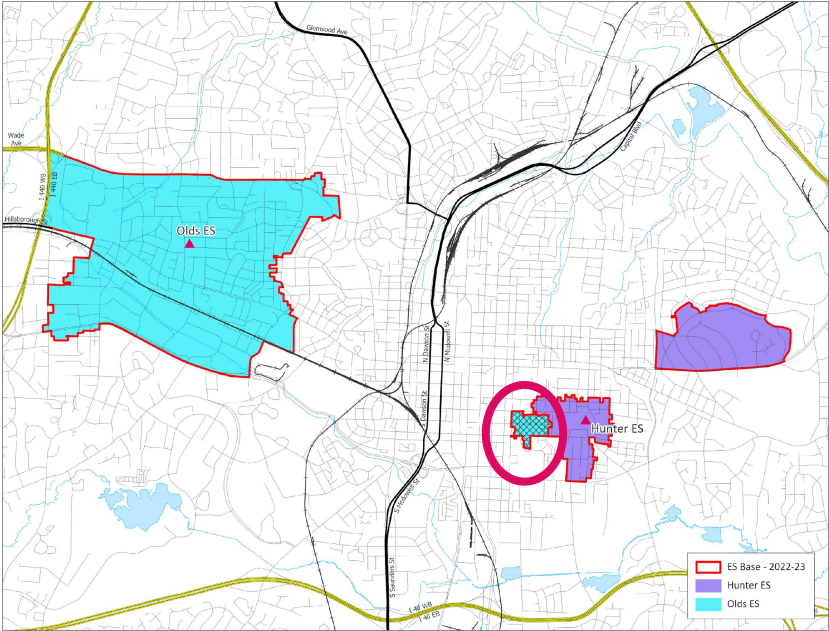 Glenwood Ave
Capital Blvd
Wade
Ave
I 440 WB
I 440 EB
Hillsborough St
Olds ES
N Dawson St
N Mcdowell St
S Dawson St
Hunter ES
S Mcdowell St
S Saunders St
I 40 WB
I 40 EB
ES Base - 2022-23
Hunter ES
Olds ES